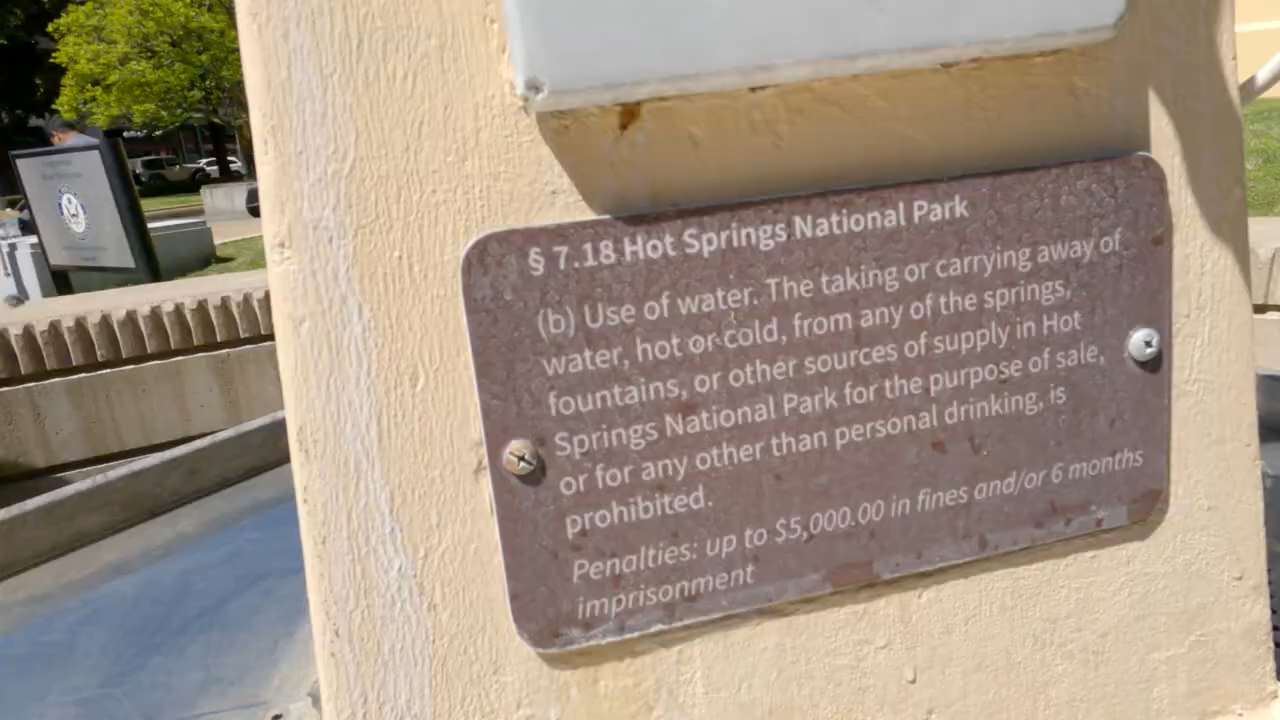 § 7.18 Hot Springs National Park
(b) Use of water. The taking or carrying away of
water, hot or cold, from any of the springs,
fountains, or other sources of supply in Hot
Springs National Park for the purpose of sale,
or for any other than personal drinking, is
prohibited.
Penalties: up to $5,000.00 in fines and/or 6 months
imprisonment